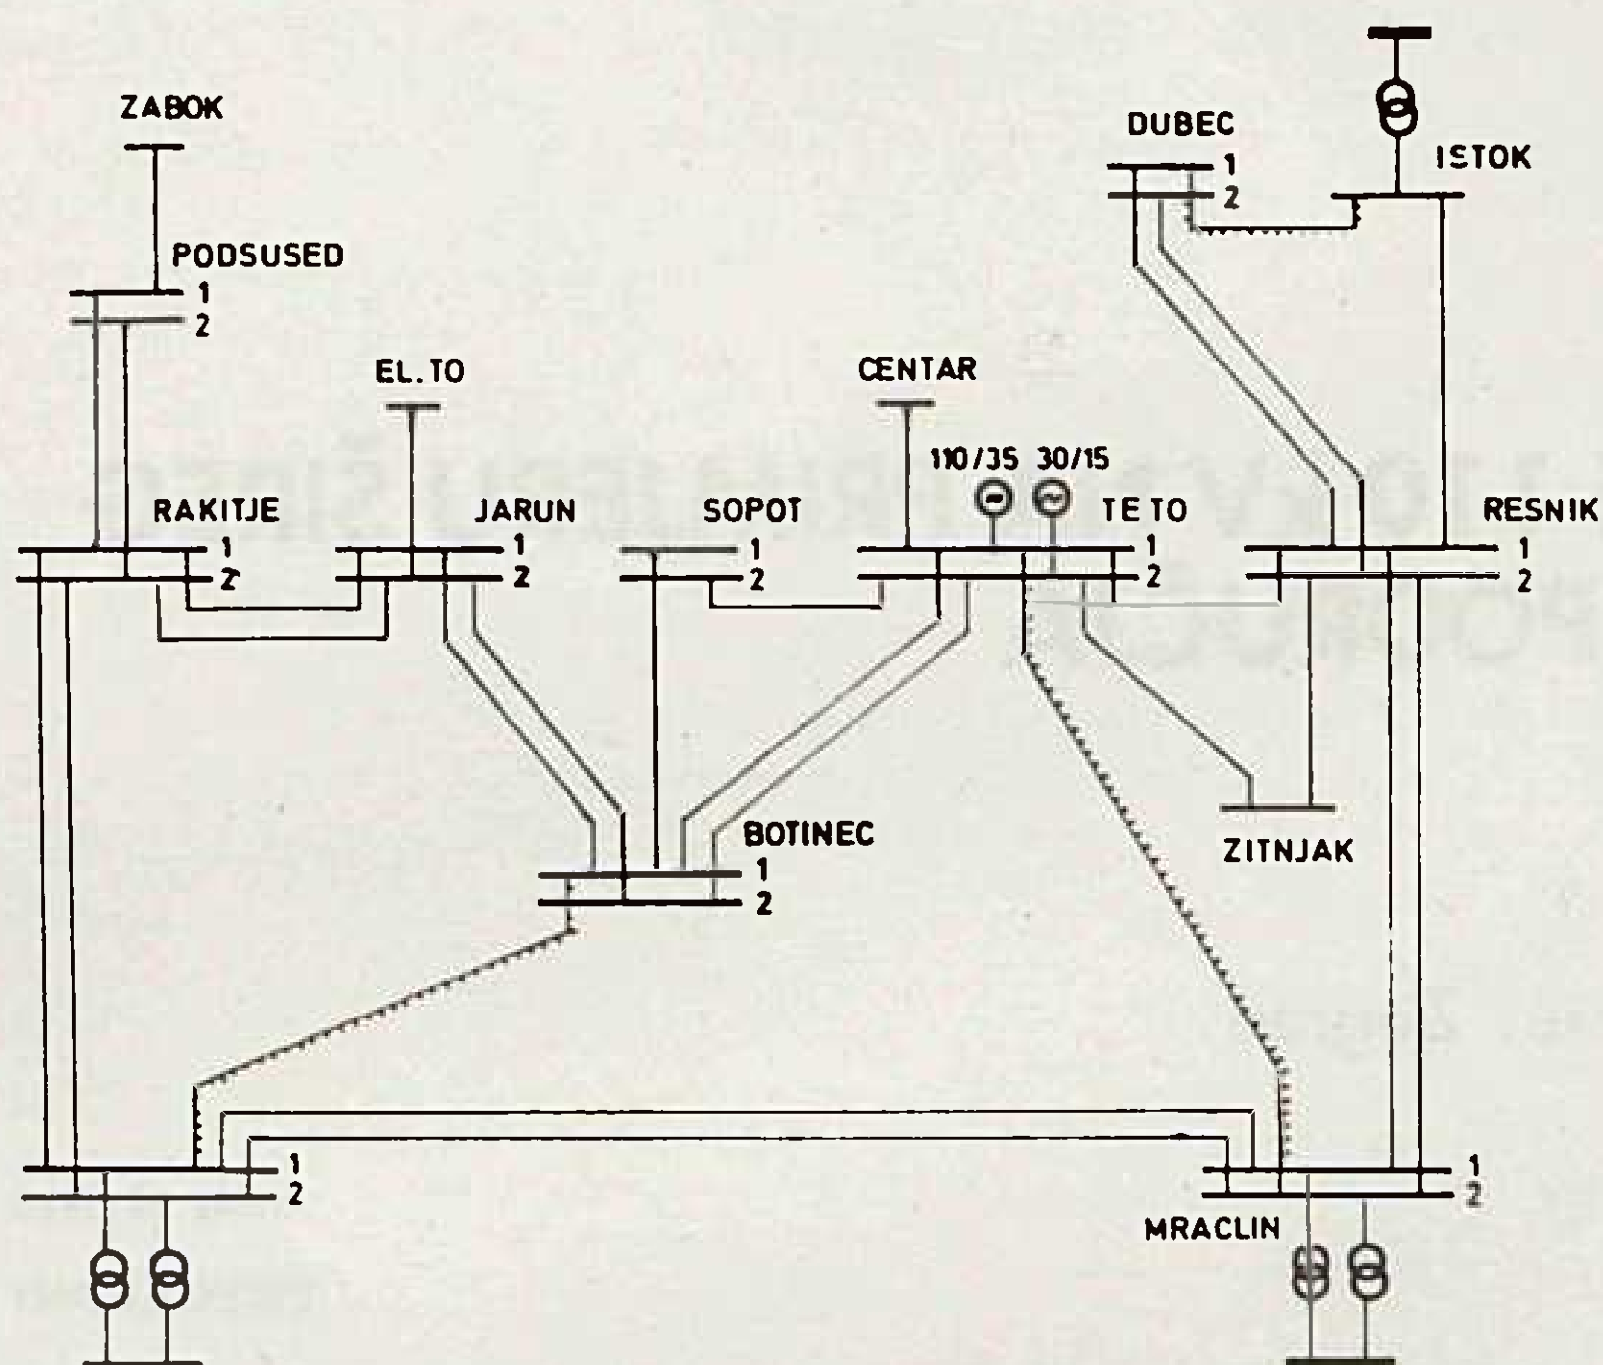 ZABOK
DUBEC
1
2
ISTOK
PODSUSED
1
2
EL.TO
CENTAR
110/35 30/15
RAKITJE
1
2
JARUN
1
2
SOPOT
1
2
TE TO
1
2
RESNIK
1
2
BOTINEC
1
2
ZITNJAK
1
2
1
2
MRACLIN